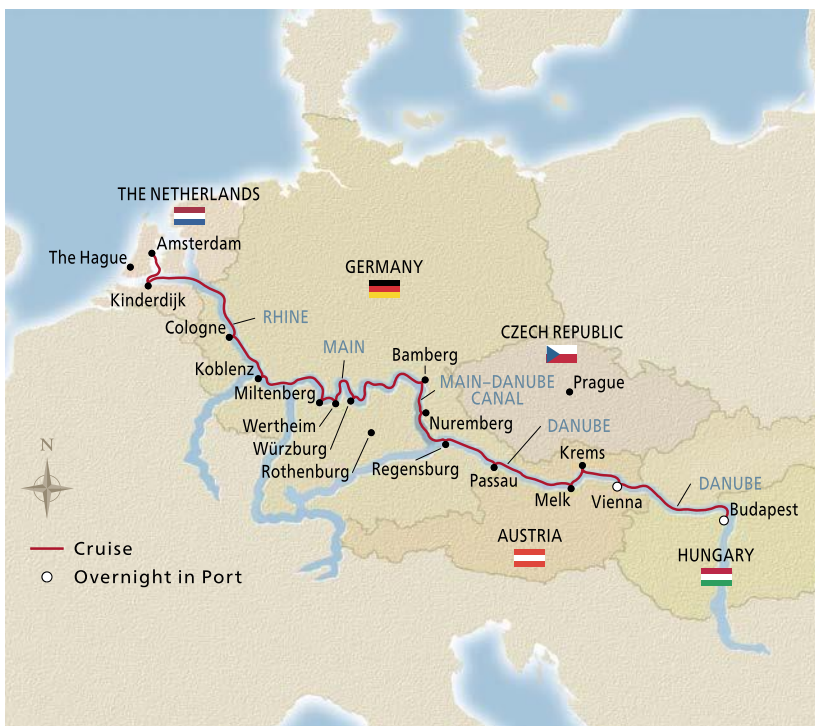 THE NETHERLANDS
Amsterdam
The Hague
GERMANY
Kinderdijk
RHINE
Cologne
CZECH REPUBLIC
MAIN
Bamberg
Koblenz
MAIN–DANUBE
CANAL
Prague
Miltenberg
Nuremberg
Wertheim
DANUBE
Würzburg
Krems
Rothenburg
Regensburg
Passau
N
DANUBE
Melk
Vienna
Budapest
AUSTRIA
Cruise
HUNGARY
Overnight in Port